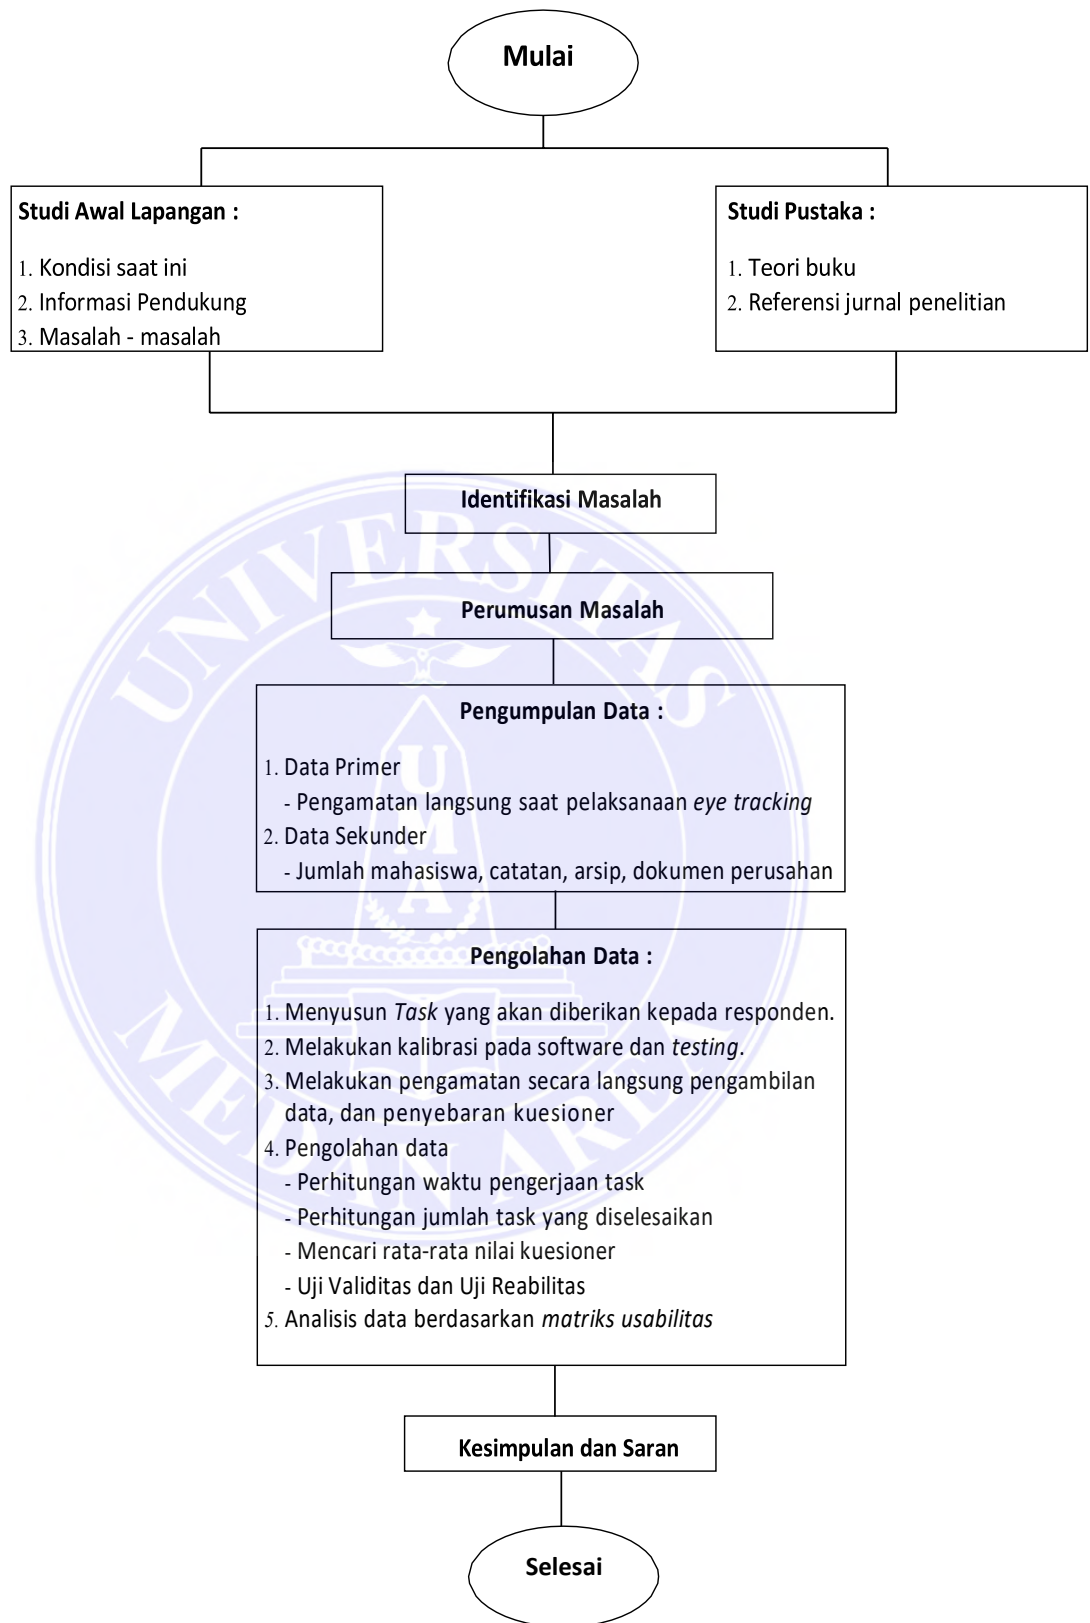 Mulai
Studi Awal Lapangan :
1. Kondisi saat ini
2. Informasi Pendukung
3. Masalah - masalah
Studi Pustaka :
1. Teori buku
2. Referensi jurnal penelitian
Identifikasi Masalah
Perumusan Masalah
Pengumpulan Data :
1. Data Primer
- Pengamatan langsung saat pelaksanaan eye tracking
2. Data Sekunder
- Jumlah mahasiswa, catatan, arsip, dokumen perusahan
Pengolahan Data :
1. Menyusun Task yang akan diberikan kepada responden.
2. Melakukan kalibrasi pada software dan testing.
3. Melakukan pengamatan secara langsung pengambilan
data, dan penyebaran kuesioner
4. Pengolahan data
- Perhitungan waktu pengerjaan task
- Perhitungan jumlah task yang diselesaikan
- Mencari rata-rata nilai kuesioner
- Uji Validitas dan Uji Reabilitas
5. Analisis data berdasarkan matriks usabilitas
Kesimpulan dan Saran
Selesai
UNIVERSITAS
UMA
MEDAN AREA